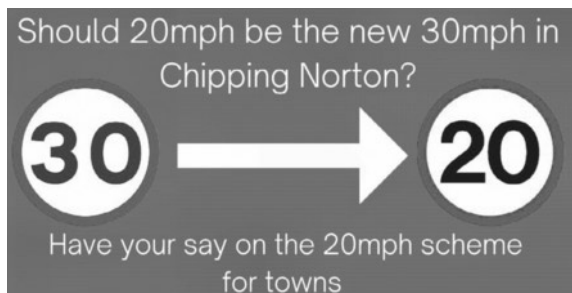 Should 20mph be the new 30mph in
Chipping Norton?
30
20
Have your say on the 20mph scheme
for towns